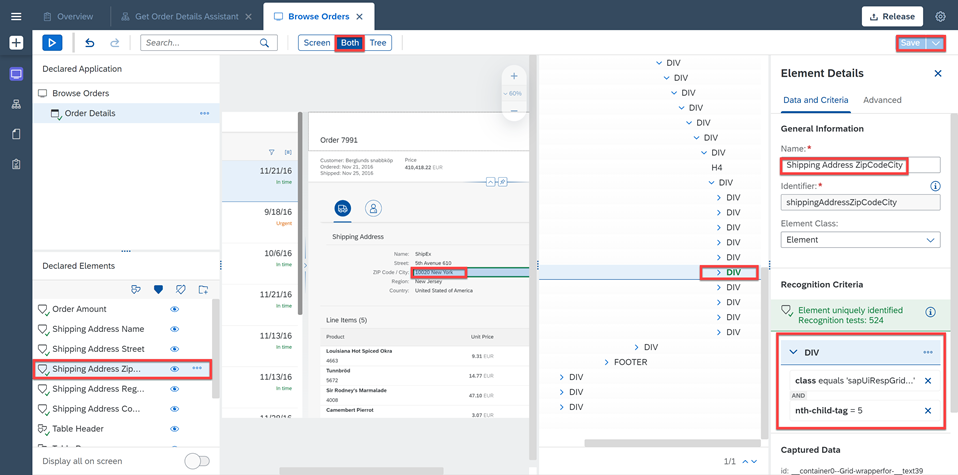 Overview
Get Order Details Assistant
Browse Orders
Release
Search...
Screen
Both
Tree
Save
Declared Application
Browse Orders
Order Details
Declared Elements
Order Amount
Shipping Address Name
Shipping Address Street
Shipping Address Zip...
Shipping Address Reg...
Shipping Address Co...
Table Header
Display all on screen
11/21/16
In time
9/18/16
Urgent
10/6/16
In time
11/21/16
In time
11/13/16
In time
11/13/16
In time
11/28/16
60%
Order 7991
Customer: Berglunds snabbköp
Ordered: Nov 21, 2016
Shipped: Nov 25, 2016
Price
410,418.22 EUR
Shipping Address
Name: ShipEx
Street: 5th Avenue 610
ZIP Code / City: 10020 New York
Region: New Jersey
Country: United States of America
Line Items (5)
Product Unit Price
Louisiana Hot Spiced Okra
4663
9.31 EUR
Tunnbröd
5672
14.77 EUR
Sir Rodney's Marmalade
4008
47.10 EUR
Camembert Pierrot
3.07 EUR
DIV
DIV
DIV
DIV
DIV
DIV
DIV
H4
DIV
DIV
DIV
DIV
DIV
DIV
DIV
DIV
DIV
DIV
DIV
DIV
FOOTER
DIV
DIV
DIV
1/1
Element Details
Data and Criteria
Advanced
General Information
Name:*
Shipping Address ZipCodeCity
Identifier:*
shippingAddressZipCodeCity
Element Class:
Element
Recognition Criteria
Element uniquely identified
Recognition tests: 524
DIV
class equals 'sapUiRespGrid...'
AND
nth-child-tag = 5
Captured Data
id: __container0--Grid-wrapperfor-__text39